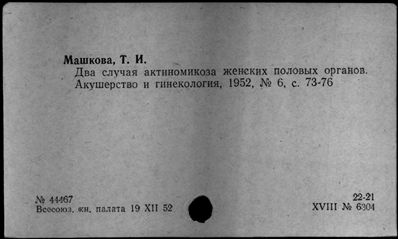 Машкова, Т. И.
Два случая актиномикоза женских половых органов.
Акушерство и гинекология, 1952, № 6, с. 73-76
№ 44467
22-21
Всесоюз. кн. палата 19 XII 52
XVIII № 6304